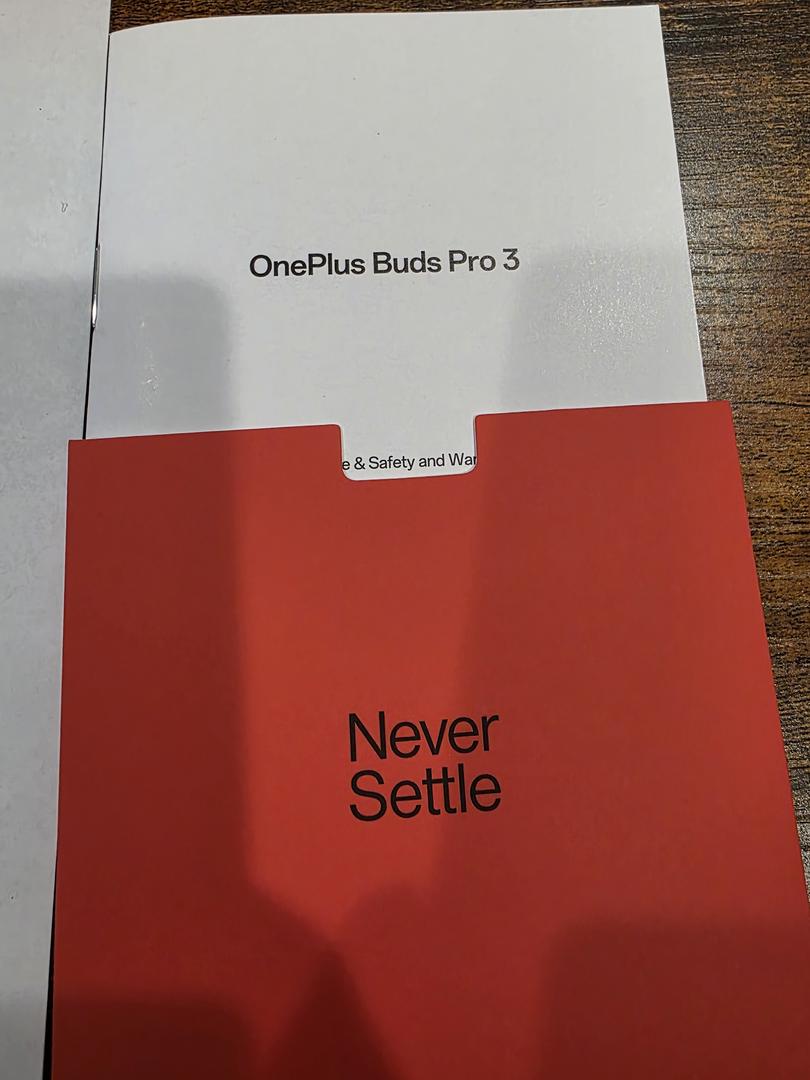 OnePlus Buds Pro 3
e & Safety and War
Never
Settle